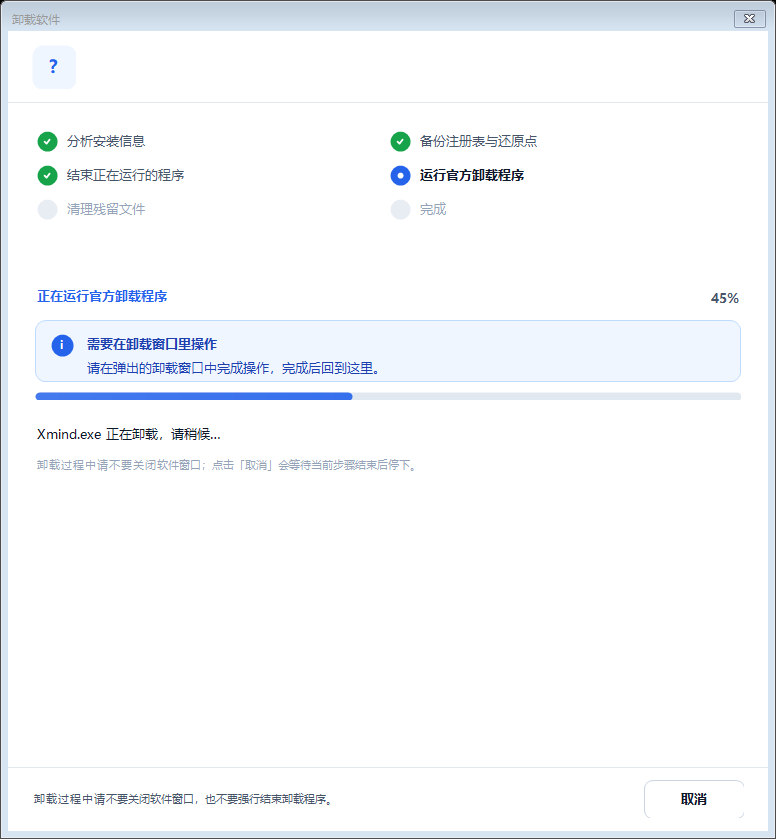 卸载软件
?
分析安装信息
备份注册表与还原点
结束正在运行的程序
运行官方卸载程序
清理残留文件
完成
正在运行官方卸载程序
45%
需要在卸载窗口里操作
请在弹出的卸载窗口中完成操作，完成后回到这里。
Xmind.exe 正在卸载，请稍候...
卸载过程中请不要关闭软件窗口；点击「取消」会等待当前步骤结束后停下。
卸载过程中请不要关闭软件窗口，也不要强行结束卸载程序。
取消